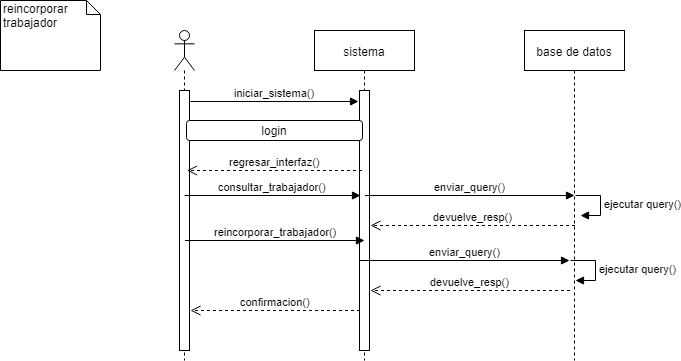 reincorporar
trabajador
sistema
base de datos
iniciar_sistema()
login
regresar_interfaz()
consultar_trabajador()
enviar_query()
ejecutar query()
devuelve_resp()
reincorporar_trabajador()
enviar_query()
ejecutar query()
devuelve_resp()
confirmacion()